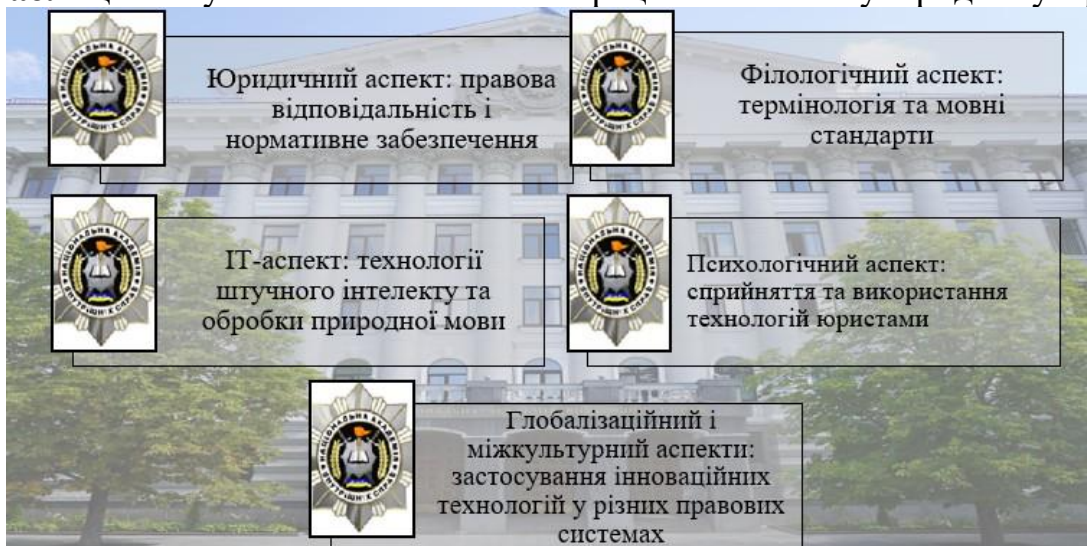 Юридичний аспект: правова
відповідальність і
нормативне забезпечення
Філологічний аспект:
термінологія та мовні
стандарти
ІТ-аспект: технології
штучного інтелекту та
обробки природної мови
Психологічний аспект:
сприйняття та використання
технологій юристами
Глобалізаційний і
міжкультурний аспекти:
застосування інноваційних
технологій у різних правових
системах